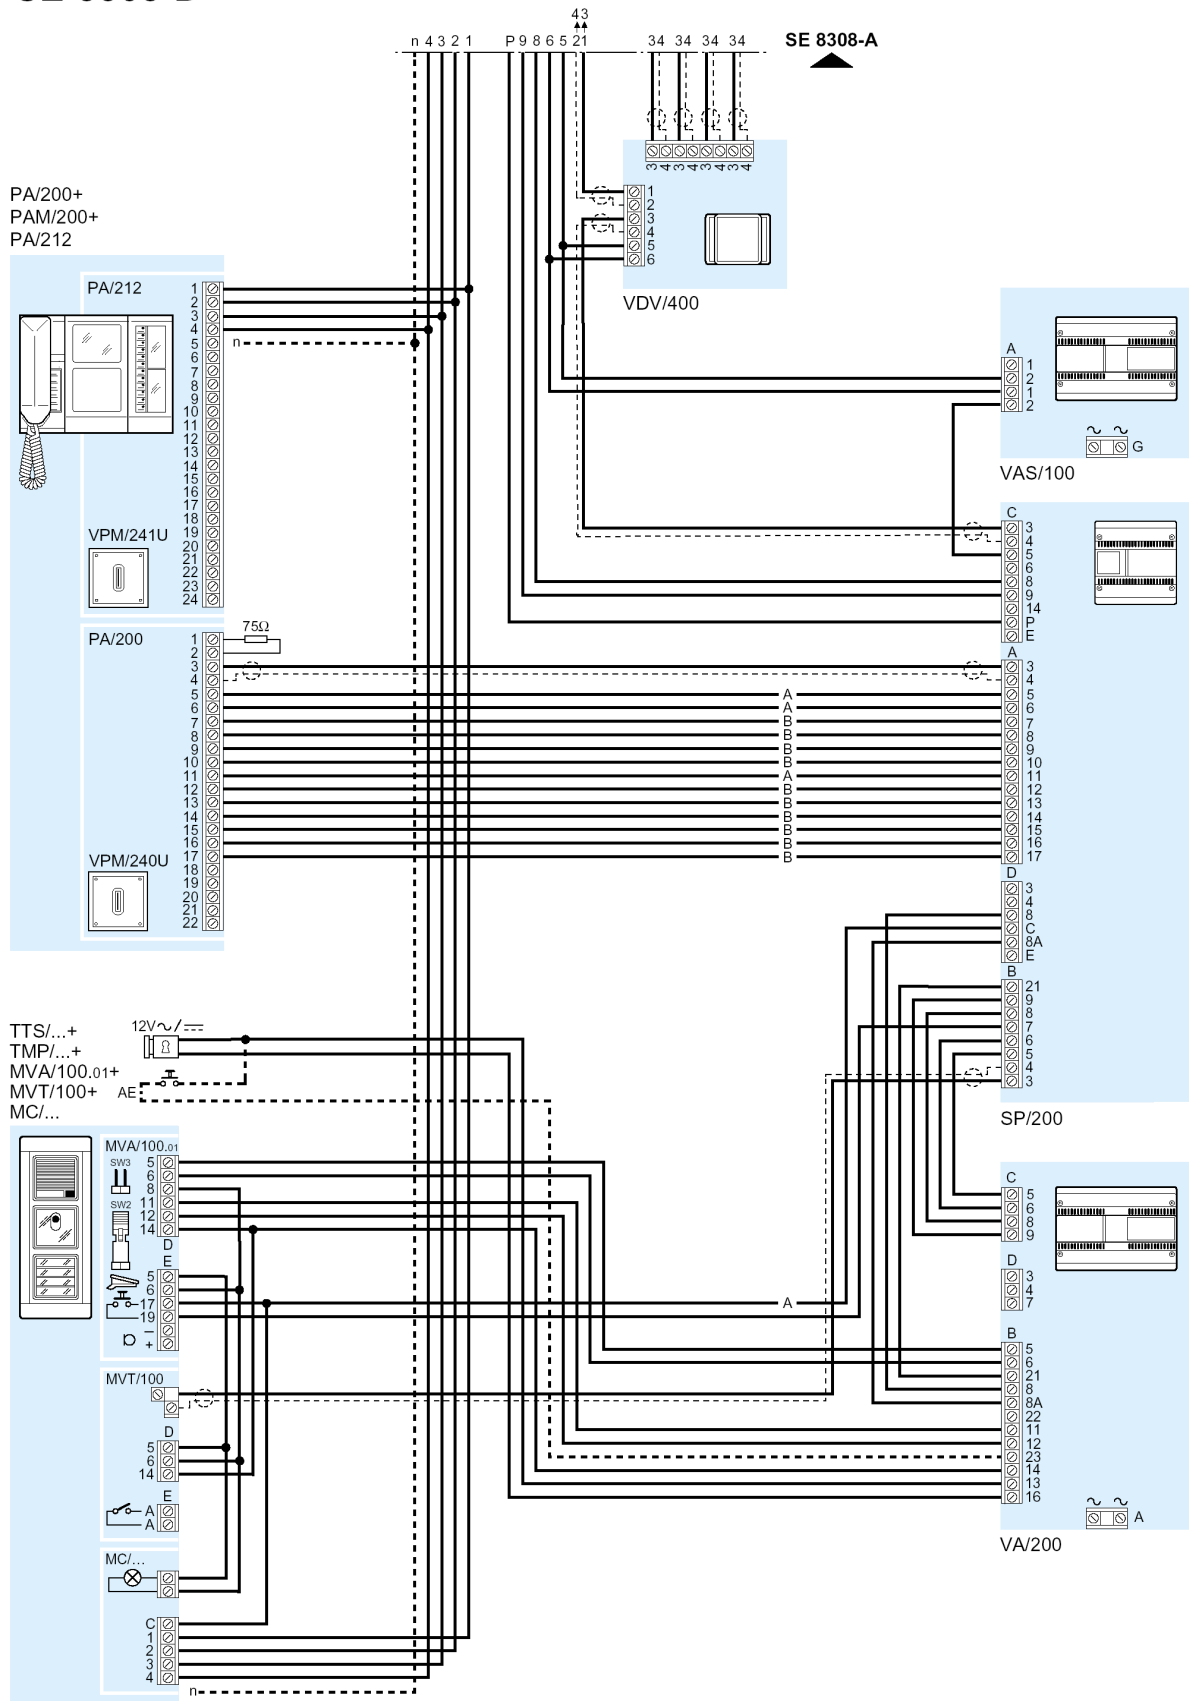 43
n 4 3 2 1 P 9 8 6 5 21 34 34 34 34 SE 8308-A
3 4 3 4 3 4 3 4
1
2
3
4
5
6
VDV/400
PA/200+
PAM/200+
PA/212
PA/212
1
2
3
4
5
6
7
8
9
10
11
12
13
14
15
16
17
18
19
20
21
22
23
24
n
VPM/241U
A
1
2
1
2
G
VAS/100
C
3
4
5
6
8
9
14
P
E
PA/200
75Ω
1
2
3
4
5
6
7
8
9
10
11
12
13
14
15
16
17
18
19
20
21
22
VPM/240U
A
A
B
B
B
B
A
B
B
B
B
B
B
A
3
4
5
6
7
8
9
10
11
12
13
14
15
16
17
D
3
4
8
C
8A
E
B
21
9
8
7
6
5
4
3
SP/200
TTS/...+
TMP/...+
MVA/100.01+
MVT/100+
MC/...
12V
AE
MVA/100.01
SW3
SW2
5
6
8
11
12
14
D
E
5
6
17
19
–
+
A
MVT/100
D
5
6
14
E
A
A
MC/...
C
1
2
3
4
n
C
5
6
8
9
D
3
4
7
B
5
6
21
8
8A
22
11
12
23
14
13
16
A
VA/200